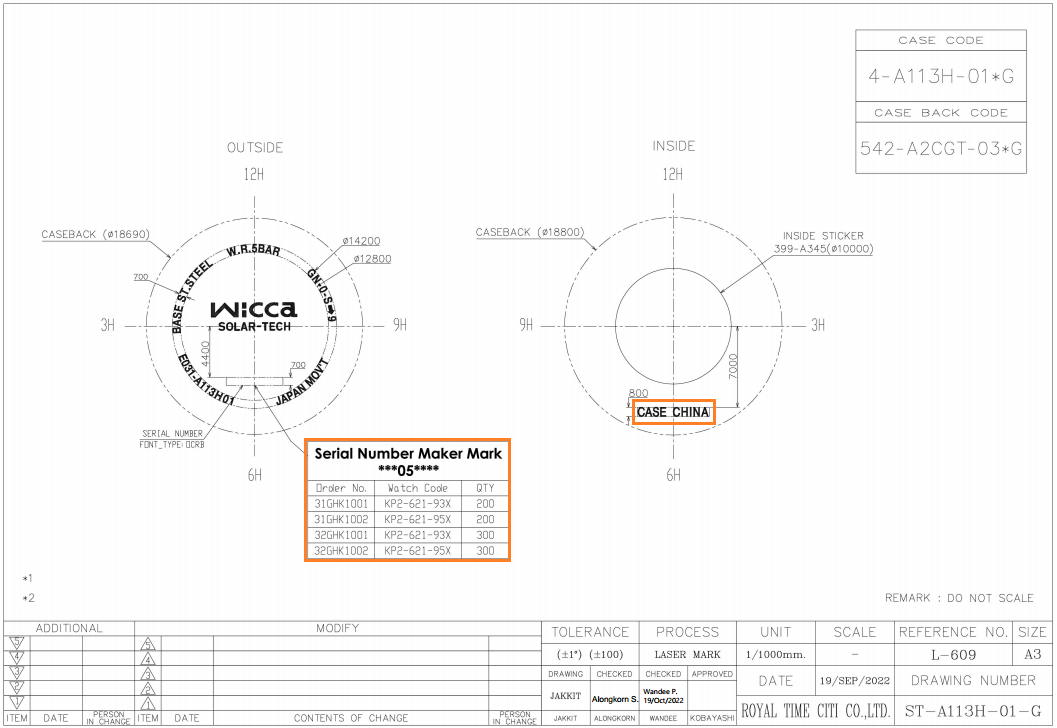 CASE CODE
4-A113H-01*G
CASE BACK CODE
542-A2CGT-03*G
OUTSIDE
12H
CASEBACK (ø18690)
ø14200
ø12800
700
W.R.5BAR
BASE ST.STEEL
GN-0-S➡9
wicca
SOLAR-TECH
3H
9H
4400
700
E031-A113H01
JAPAN MOV'T
SERIAL NUMBER
FONT_TYPE:OCRB
6H
Serial Number Maker Mark
***05****
Order No. Watch Code QTY
31GHK1001 KP2-621-93X 200
31GHK1002 KP2-621-95X 200
32GHK1001 KP2-621-93X 300
32GHK1002 KP2-621-95X 300
INSIDE
12H
CASEBACK (ø18800)
INSIDE STICKER
399-A345(ø10000)
9H
3H
7000
800
CASE CHINA
6H
*1
*2
REMARK : DO NOT SCALE
ADDITIONAL MODIFY
5 5
4 4
3 3
2 2
1 1
ITEM DATE PERSON IN CHANGE ITEM DATE CONTENTS OF CHANGE PERSON IN CHANGE
TOLERANCE PROCESS UNIT SCALE REFERENCE NO. SIZE
(±1°) (±100) LASER MARK 1/1000mm. - L-609 A3
DRAWING CHECKED CHECKED APPROVED DATE 19/SEP/2022 DRAWING NUMBER
JAKKIT Alongkorn S. Wandee P.
19/Oct/2022
JAKKIT ALONGKORN WANDEE KOBAYASHI
ROYAL TIME CITI CO.,LTD. ST-A113H-01-G